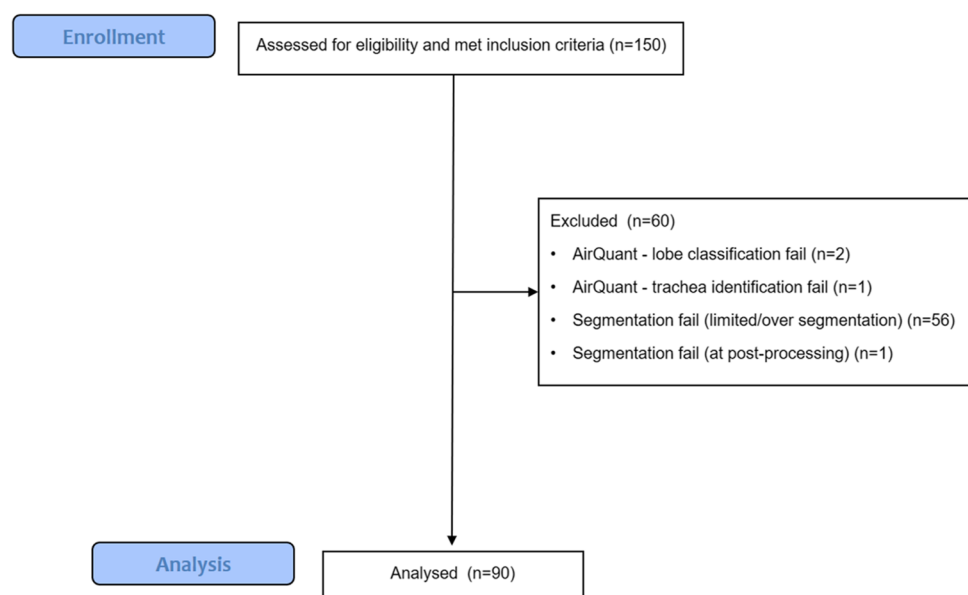 Enrollment
Assessed for eligibility and met inclusion criteria (n=150)
Excluded (n=60)
• AirQuant - lobe classification fail (n=2)
• AirQuant - trachea identification fail (n=1)
• Segmentation fail (limited/over segmentation) (n=56)
• Segmentation fail (at post-processing) (n=1)
Analysis
Analysed (n=90)